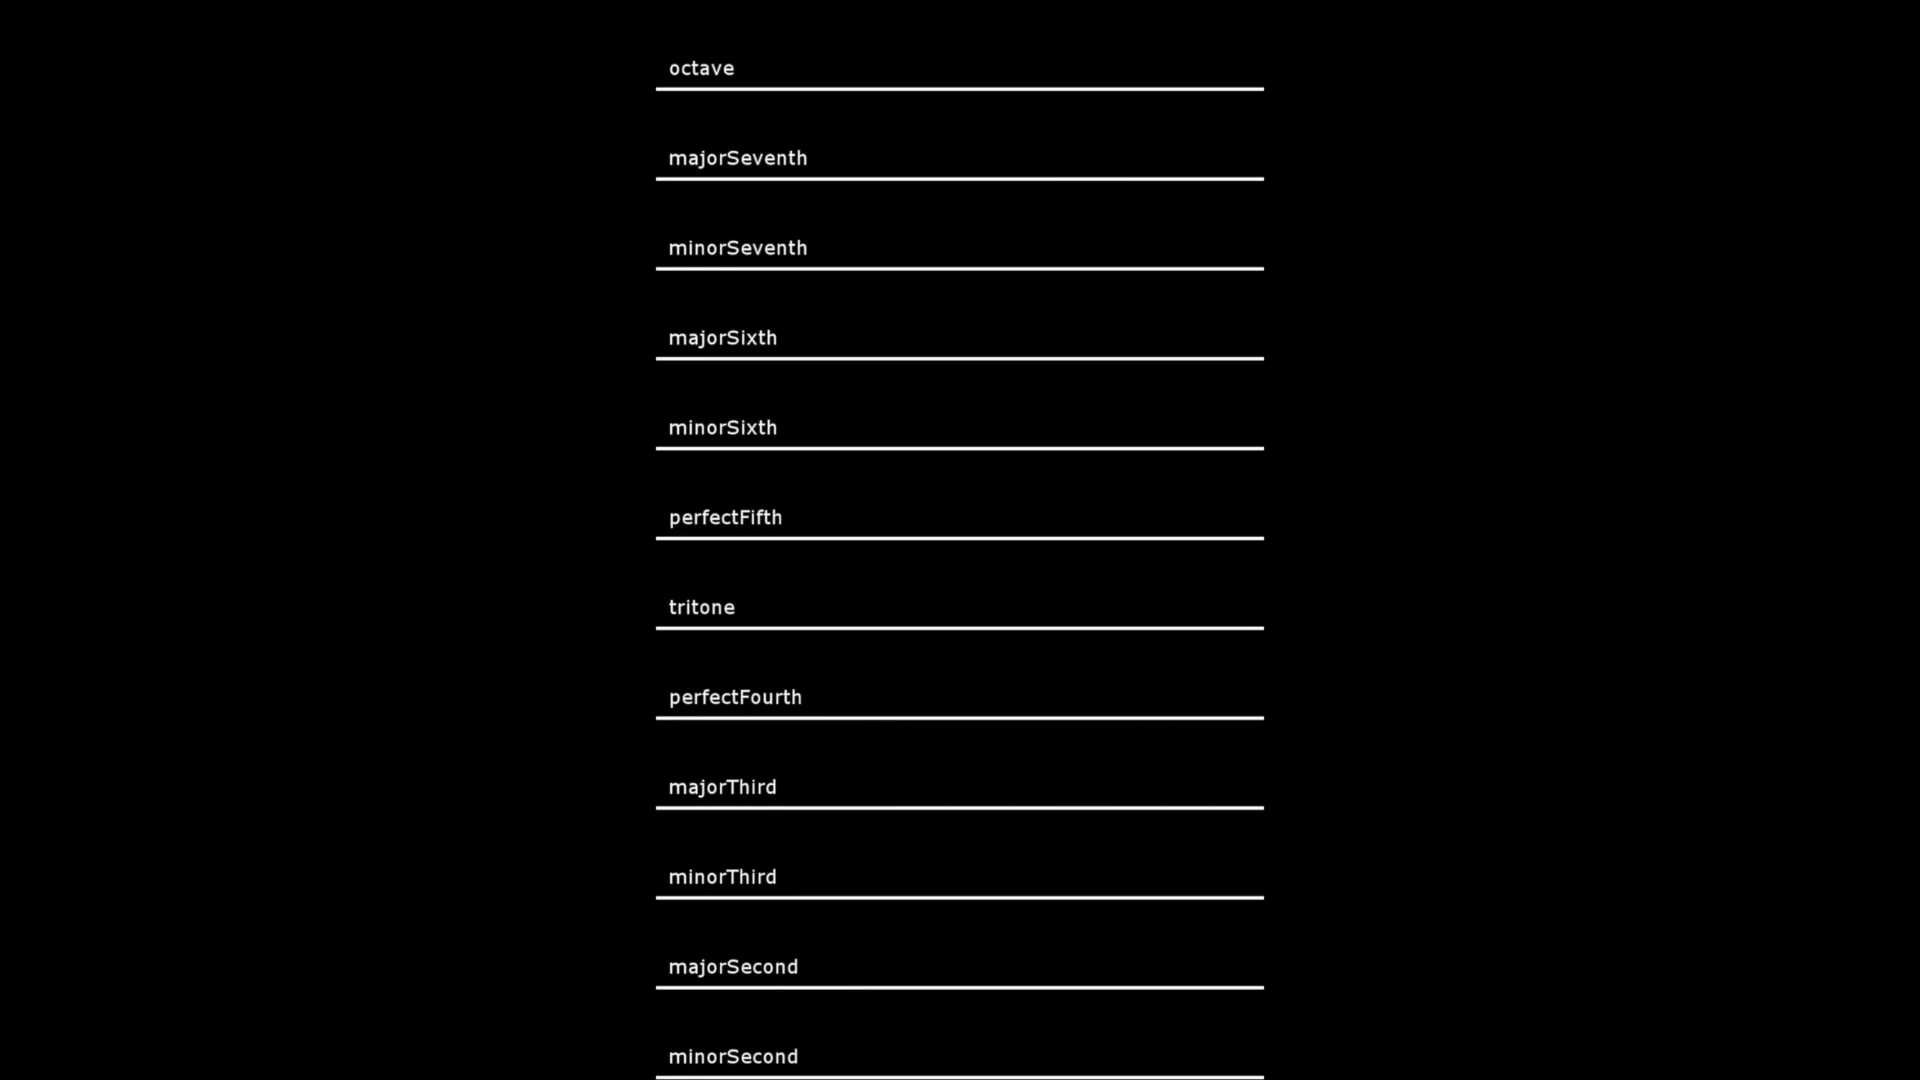 octave
majorSeventh
minorSeventh
majorSixth
minorSixth
perfectFifth
tritone
perfectFourth
majorThird
minorThird
majorSecond
minorSecond